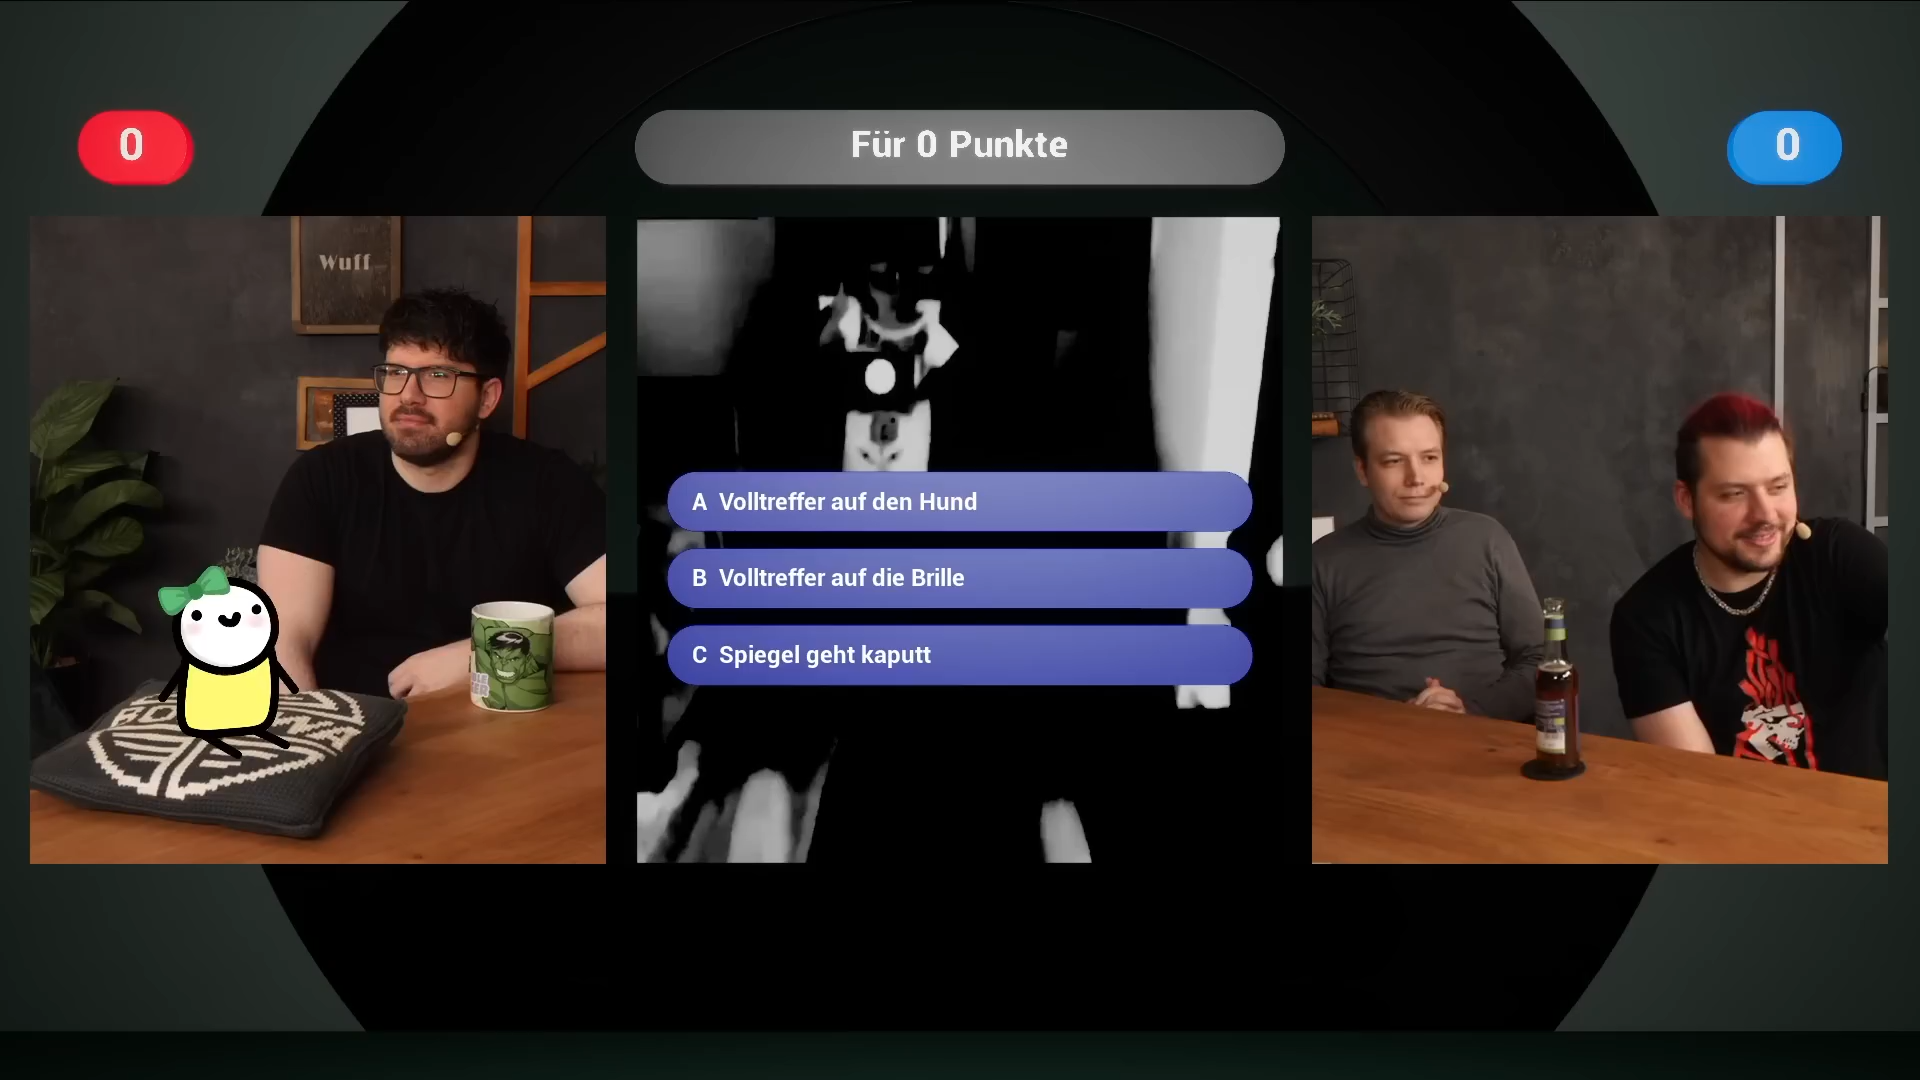 0
Für 0 Punkte
0
Wuff
A Volltreffer auf den Hund
B Volltreffer auf die Brille
C Spiegel geht kaputt